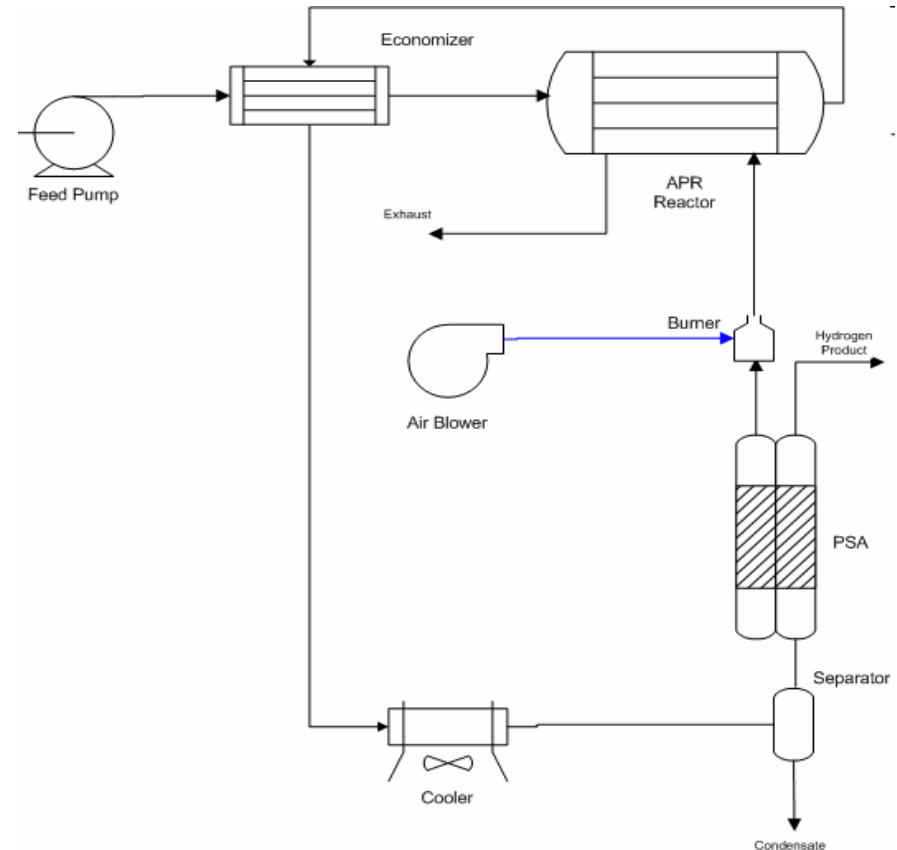 Economizer
Feed Pump
APR
Reactor
Exhaust
Burner
Hydrogen
Product
Air Blower
PSA
Separator
Cooler
Condensate